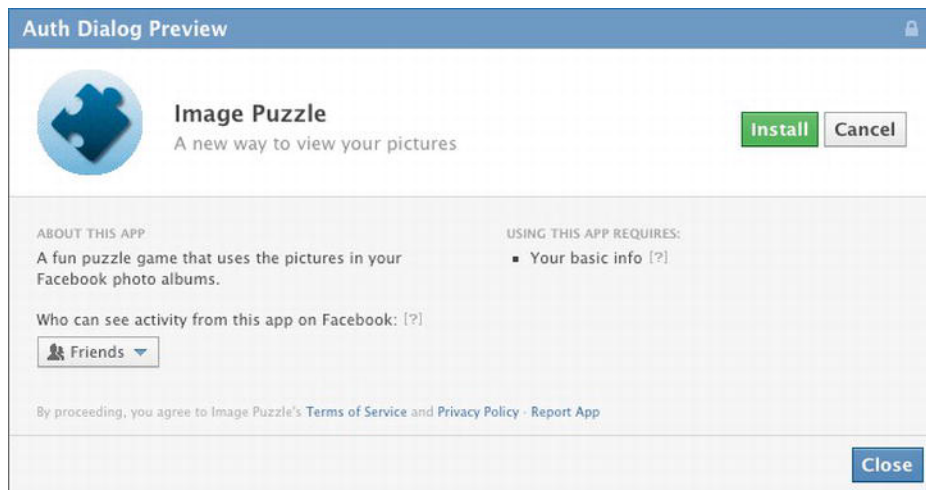 Auth Dialog Preview
Image Puzzle
A new way to view your pictures
Install
Cancel
ABOUT THIS APP
A fun puzzle game that uses the pictures in your
Facebook photo albums.
Who can see activity from this app on Facebook: [?]
Friends
USING THIS APP REQUIRES:
▪ Your basic info [?]
By proceeding, you agree to Image Puzzle's Terms of Service and Privacy Policy · Report App
Close